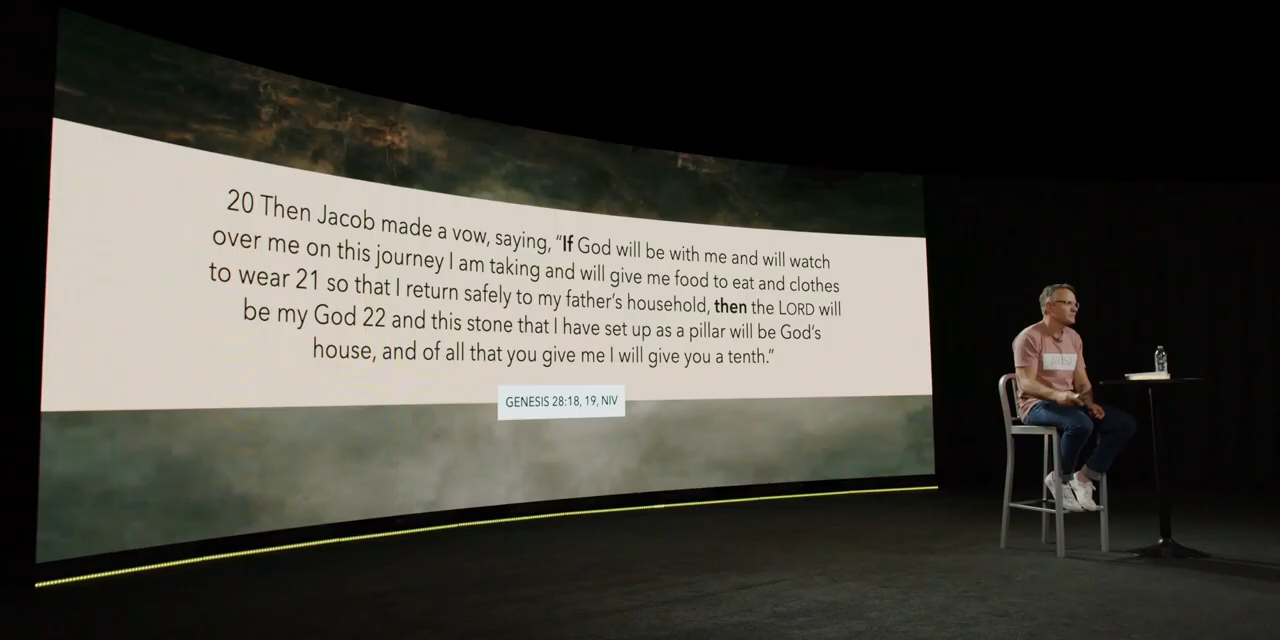 20 Then Jacob made a vow, saying, “If God will be with me and will watch
over me on this journey I am taking and will give me food to eat and clothes
to wear 21 so that I return safely to my father’s household, then the LORD will
be my God 22 and this stone that I have set up as a pillar will be God’s
house, and of all that you give me I will give you a tenth.”
GENESIS 28:18, 19, NIV